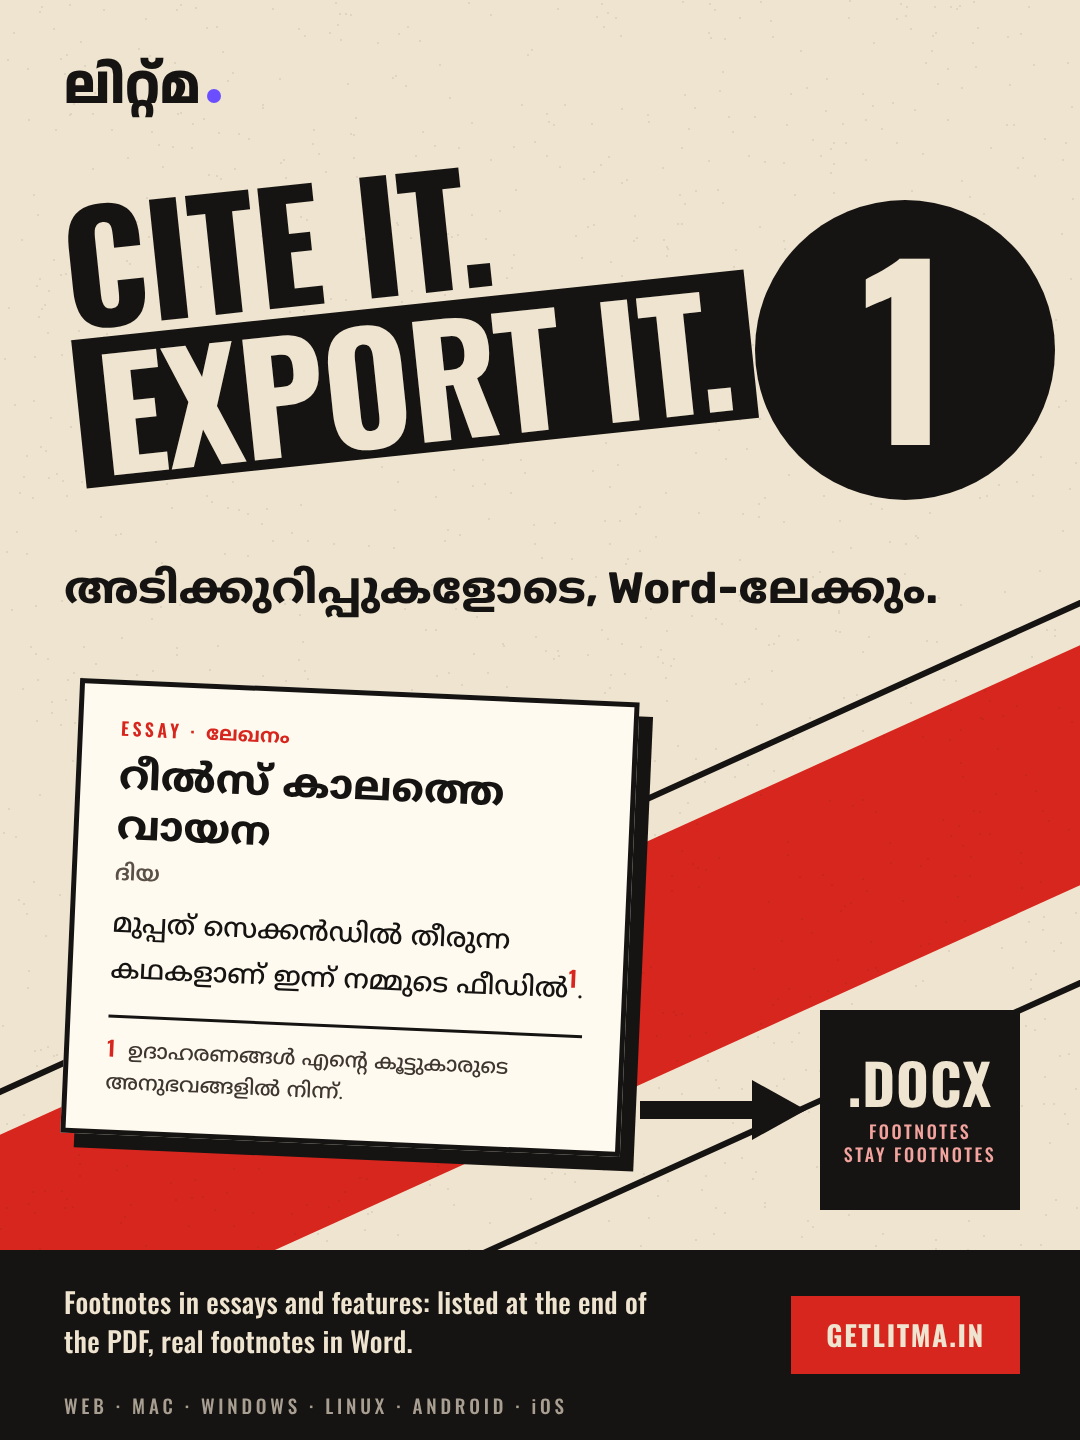 ലിറ്റ്മ.
CITE IT.
EXPORT IT.
1
അടിക്കുറിപ്പുകളോടെ, Word-ലേക്കും.
ESSAY · ലേഖനം
റീൽസ് കാലത്തെ
വായന
ദിയ
മുപ്പത് സെക്കൻഡിൽ തീരുന്ന
കഥകളാണ് ഇന്ന് നമ്മുടെ ഫീഡിൽ1.
1 ഉദാഹരണങ്ങൾ എന്റെ കൂട്ടുകാരുടെ
അനുഭവങ്ങളിൽ നിന്ന്.
.DOCX
FOOTNOTES
STAY FOOTNOTES
Footnotes in essays and features: listed at the end of
the PDF, real footnotes in Word.
GETLITMA.IN
WEB · MAC · WINDOWS · LINUX · ANDROID · iOS